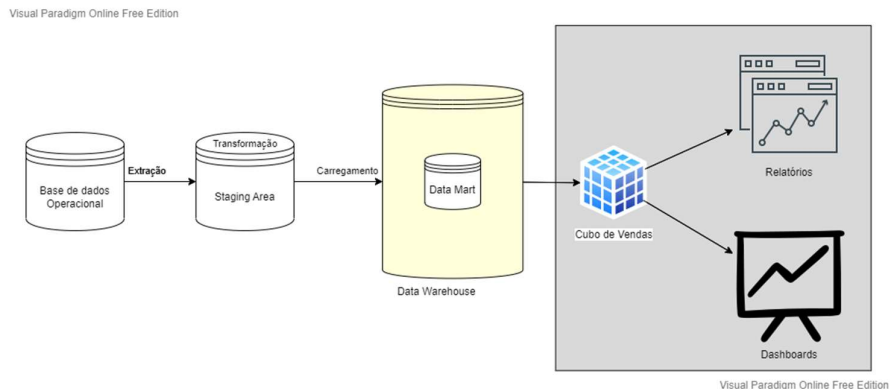 Visual Paradigm Online Free Edition
Base de dados
Operacional
Extração
Transformação
Staging Area
Carregamento
Data Mart
Data Warehouse
Cubo de Vendas
Relatórios
Dashboards
Visual Paradigm Online Free Edition